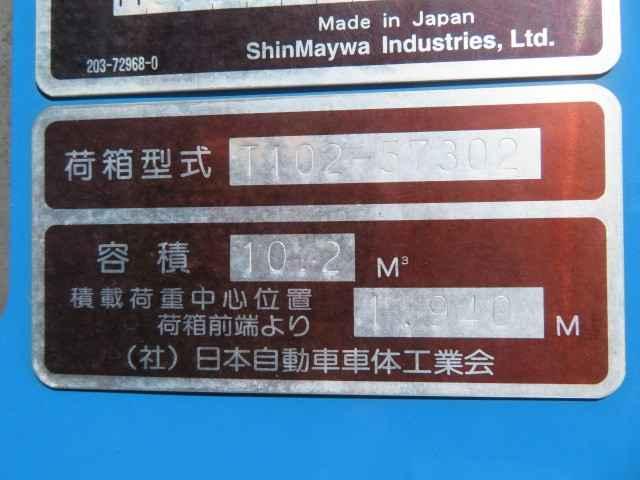 Made in Japan
203-72968-0
ShinMaywa Industries, Ltd.
荷箱型式 T102-57302
容積 10.2 M³
積載荷重中心位置
荷箱前端より 1.940 M
(社)日本自動車車体工業会